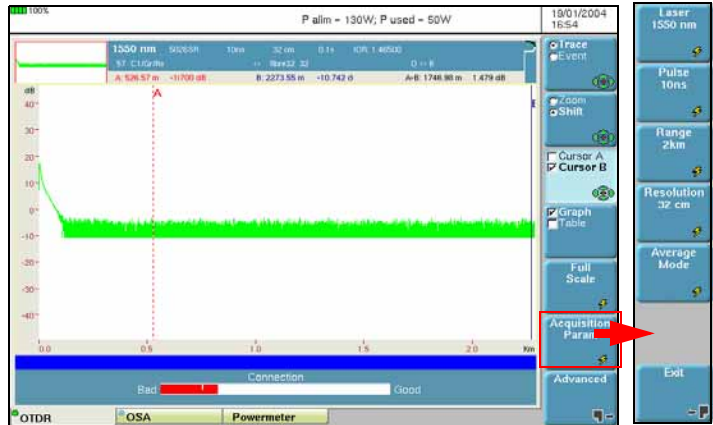 100%
P alim = 130W; P used = 50W
19/01/2004
16:54
1550 nm 10ns 32 cm 0.1s IOR: 1.46500
A: 526.57 m B: 2273.55 m -10.742 d A-B: 1746.98 m 1.479 dB
dB
A
40
30
20
10
0
-10
-20
-30
-40
0.0 0.5 1.0 1.5 2.0 Km
Connection
Bad Good
OTDR OSA Powermeter
Trace
Event
Zoom
Shift
Cursor A
Cursor B
Graph
Table
Full
Scale
Acquisition
Param
Advanced
Laser
1550 nm
Pulse
10ns
Range
2km
Resolution
32 cm
Average
Mode
Exit